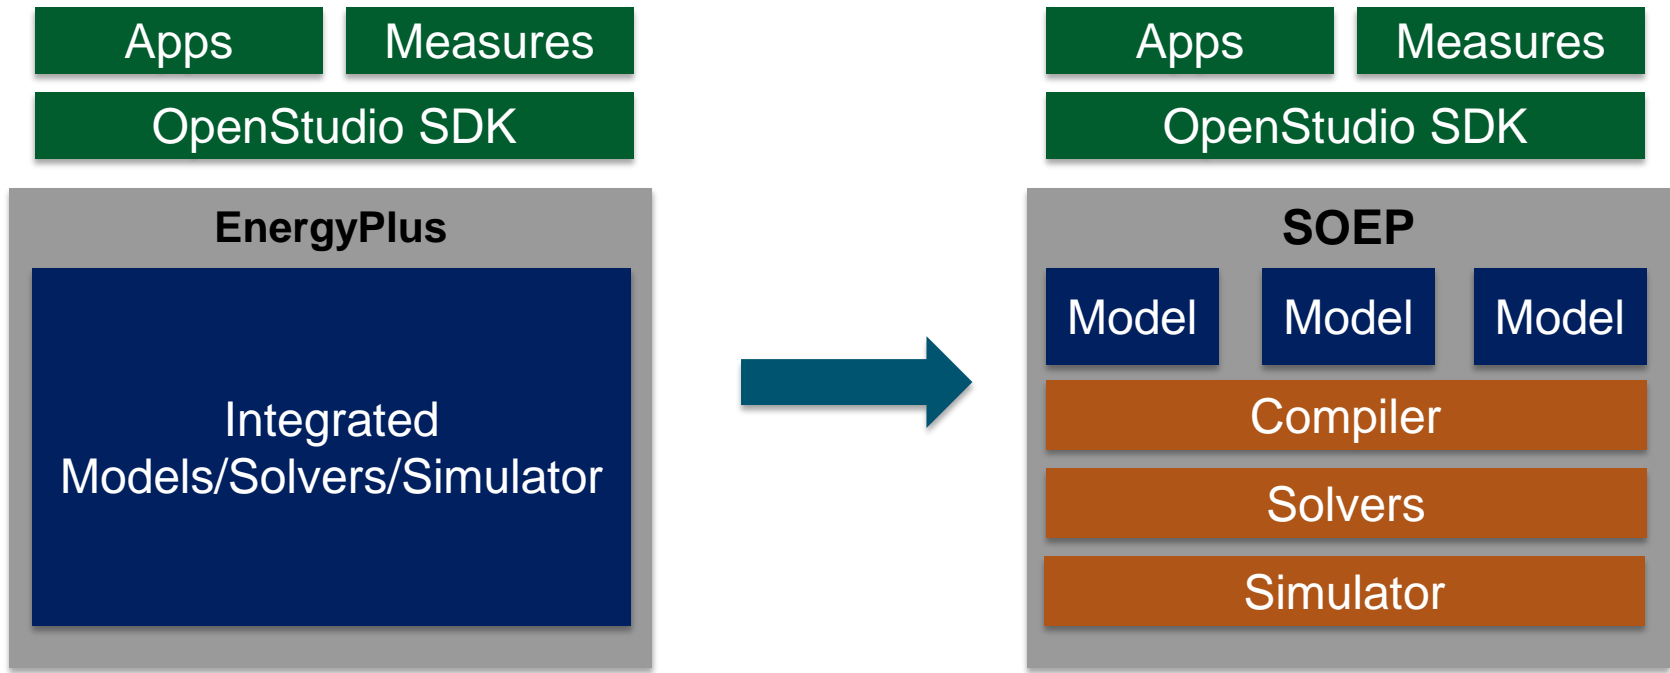 Apps
Measures
OpenStudio SDK
EnergyPlus
Integrated
Models/Solvers/Simulator
Apps
Measures
OpenStudio SDK
SOEP
Model
Model
Model
Compiler
Solvers
Simulator